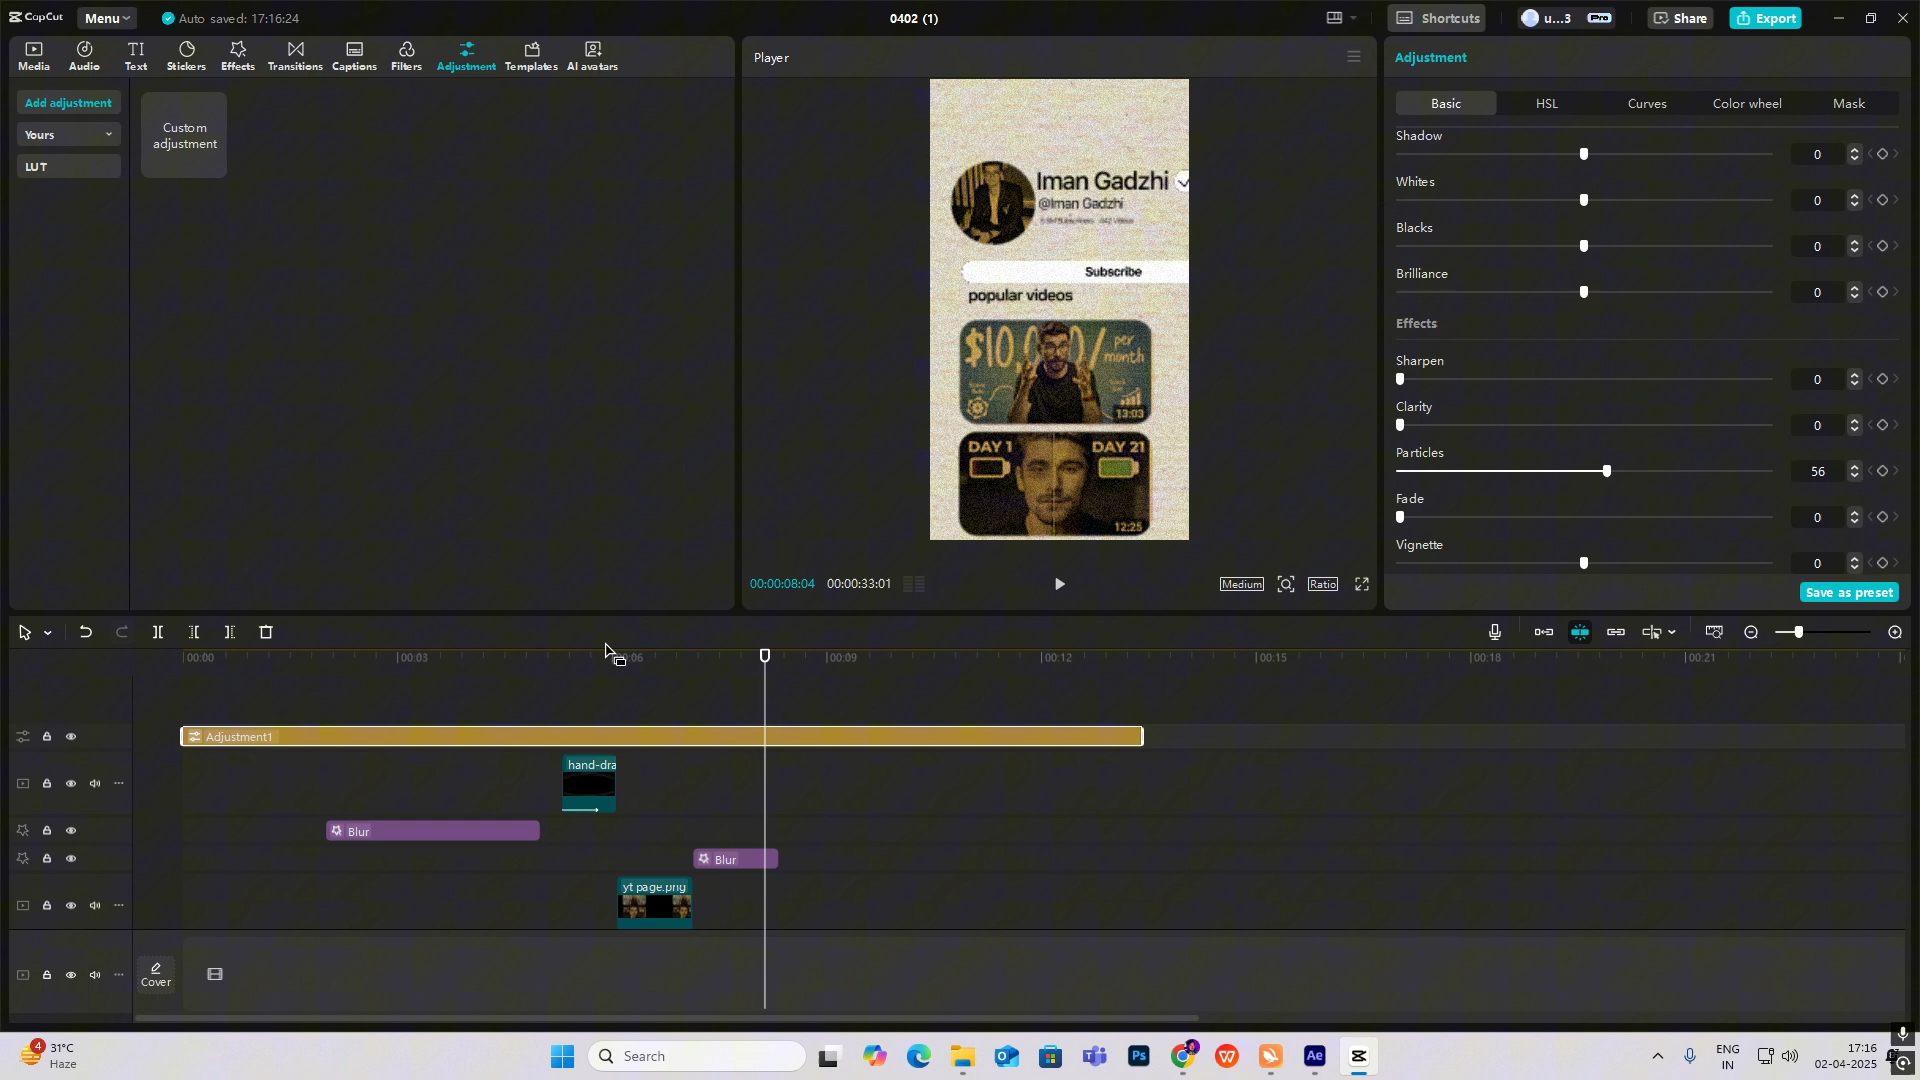 CapCut
Menu
Auto saved: 17:16:24
0402 (1)
Shortcuts
u...3
Pro
Share
Export
Media
Audio
Text
Stickers
Effects
Transitions
Captions
Filters
Adjustment
Templates
AI avatars
Add adjustment
Yours
LUT
Custom
adjustment
Player
Iman Gadzhi
@Iman Gadzhi
Subscribe
popular videos
$10,000/
per
month
13:03
DAY 1
DAY 21
12:25
00:00:08:04
00:00:33:01
Medium
Ratio
Adjustment
Basic
HSL
Curves
Color wheel
Mask
Shadow
0
Whites
0
Blacks
0
Brilliance
0
Effects
Sharpen
0
Clarity
0
Particles
56
Fade
0
Vignette
0
Save as preset
00:00
00:03
00:06
00:09
00:12
00:15
00:18
00:21
Adjustment1
hand-dra
Blur
Blur
yt page.png
Cover
4
31°C
Haze
Search
Ps
Ae
ENG
IN
17:16
02-04-2025